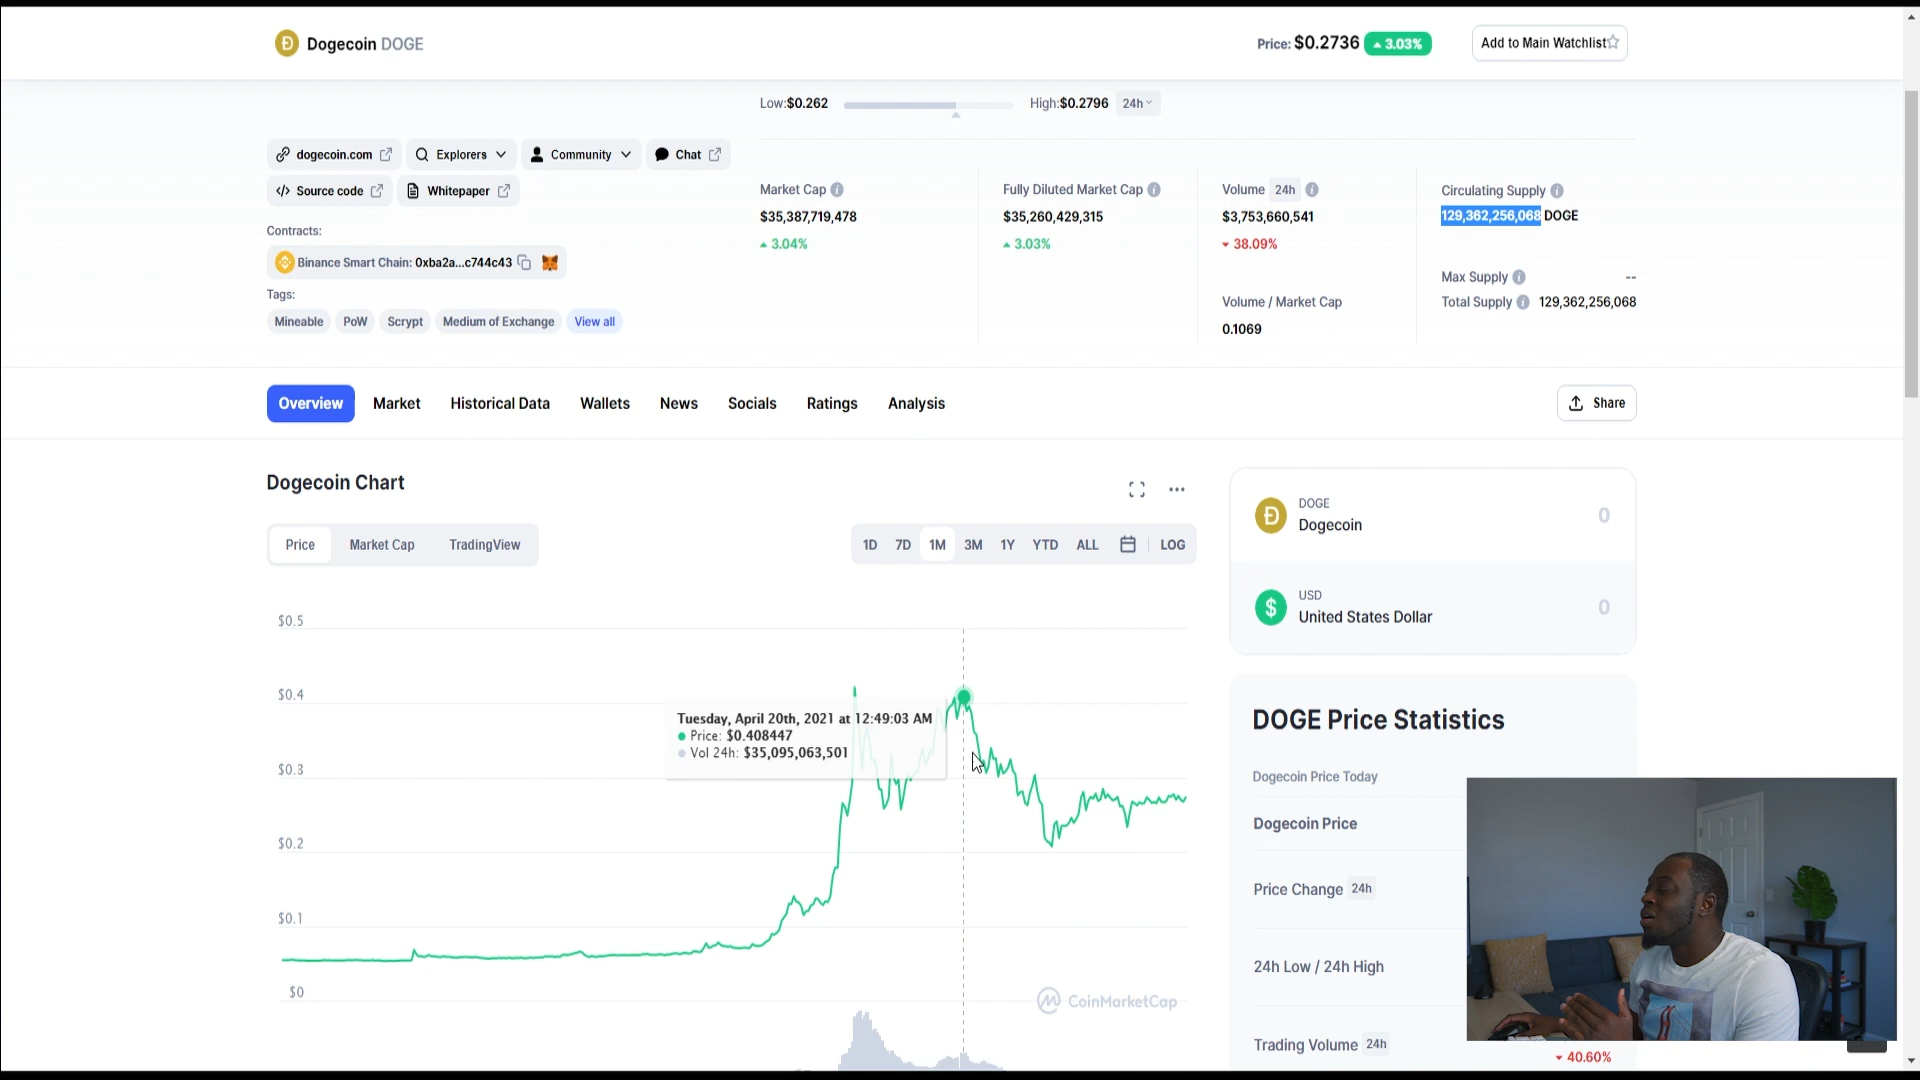 Dogecoin DOGE
Price: $0.2736 3.03%
Add to Main Watchlist
Low:$0.262
High:$0.2796
24h
dogecoin.com
Explorers
Community
Chat
Source code
Whitepaper
Contracts:
Binance Smart Chain: 0xba2a...c744c43
Tags:
Mineable
PoW
Scrypt
Medium of Exchange
View all
Market Cap
$35,387,719,478
3.04%
Fully Diluted Market Cap
$35,260,429,315
3.03%
Volume 24h
$3,753,660,541
38.09%
Volume / Market Cap
0.1069
Circulating Supply
129,362,256,068 DOGE
Max Supply --
Total Supply 129,362,256,068
Overview
Market
Historical Data
Wallets
News
Socials
Ratings
Analysis
Share
Dogecoin Chart
Price
Market Cap
TradingView
1D
7D
1M
3M
1Y
YTD
ALL
LOG
$0.5
$0.4
$0.3
$0.2
$0.1
$0
Tuesday, April 20th, 2021 at 12:49:03 AM
Price: $0.408447
Vol 24h: $35,095,063,501
CoinMarketCap
DOGE
Dogecoin
0
USD
United States Dollar
0
DOGE Price Statistics
Dogecoin Price Today
Dogecoin Price
Price Change 24h
24h Low / 24h High
Trading Volume 24h
40.60%